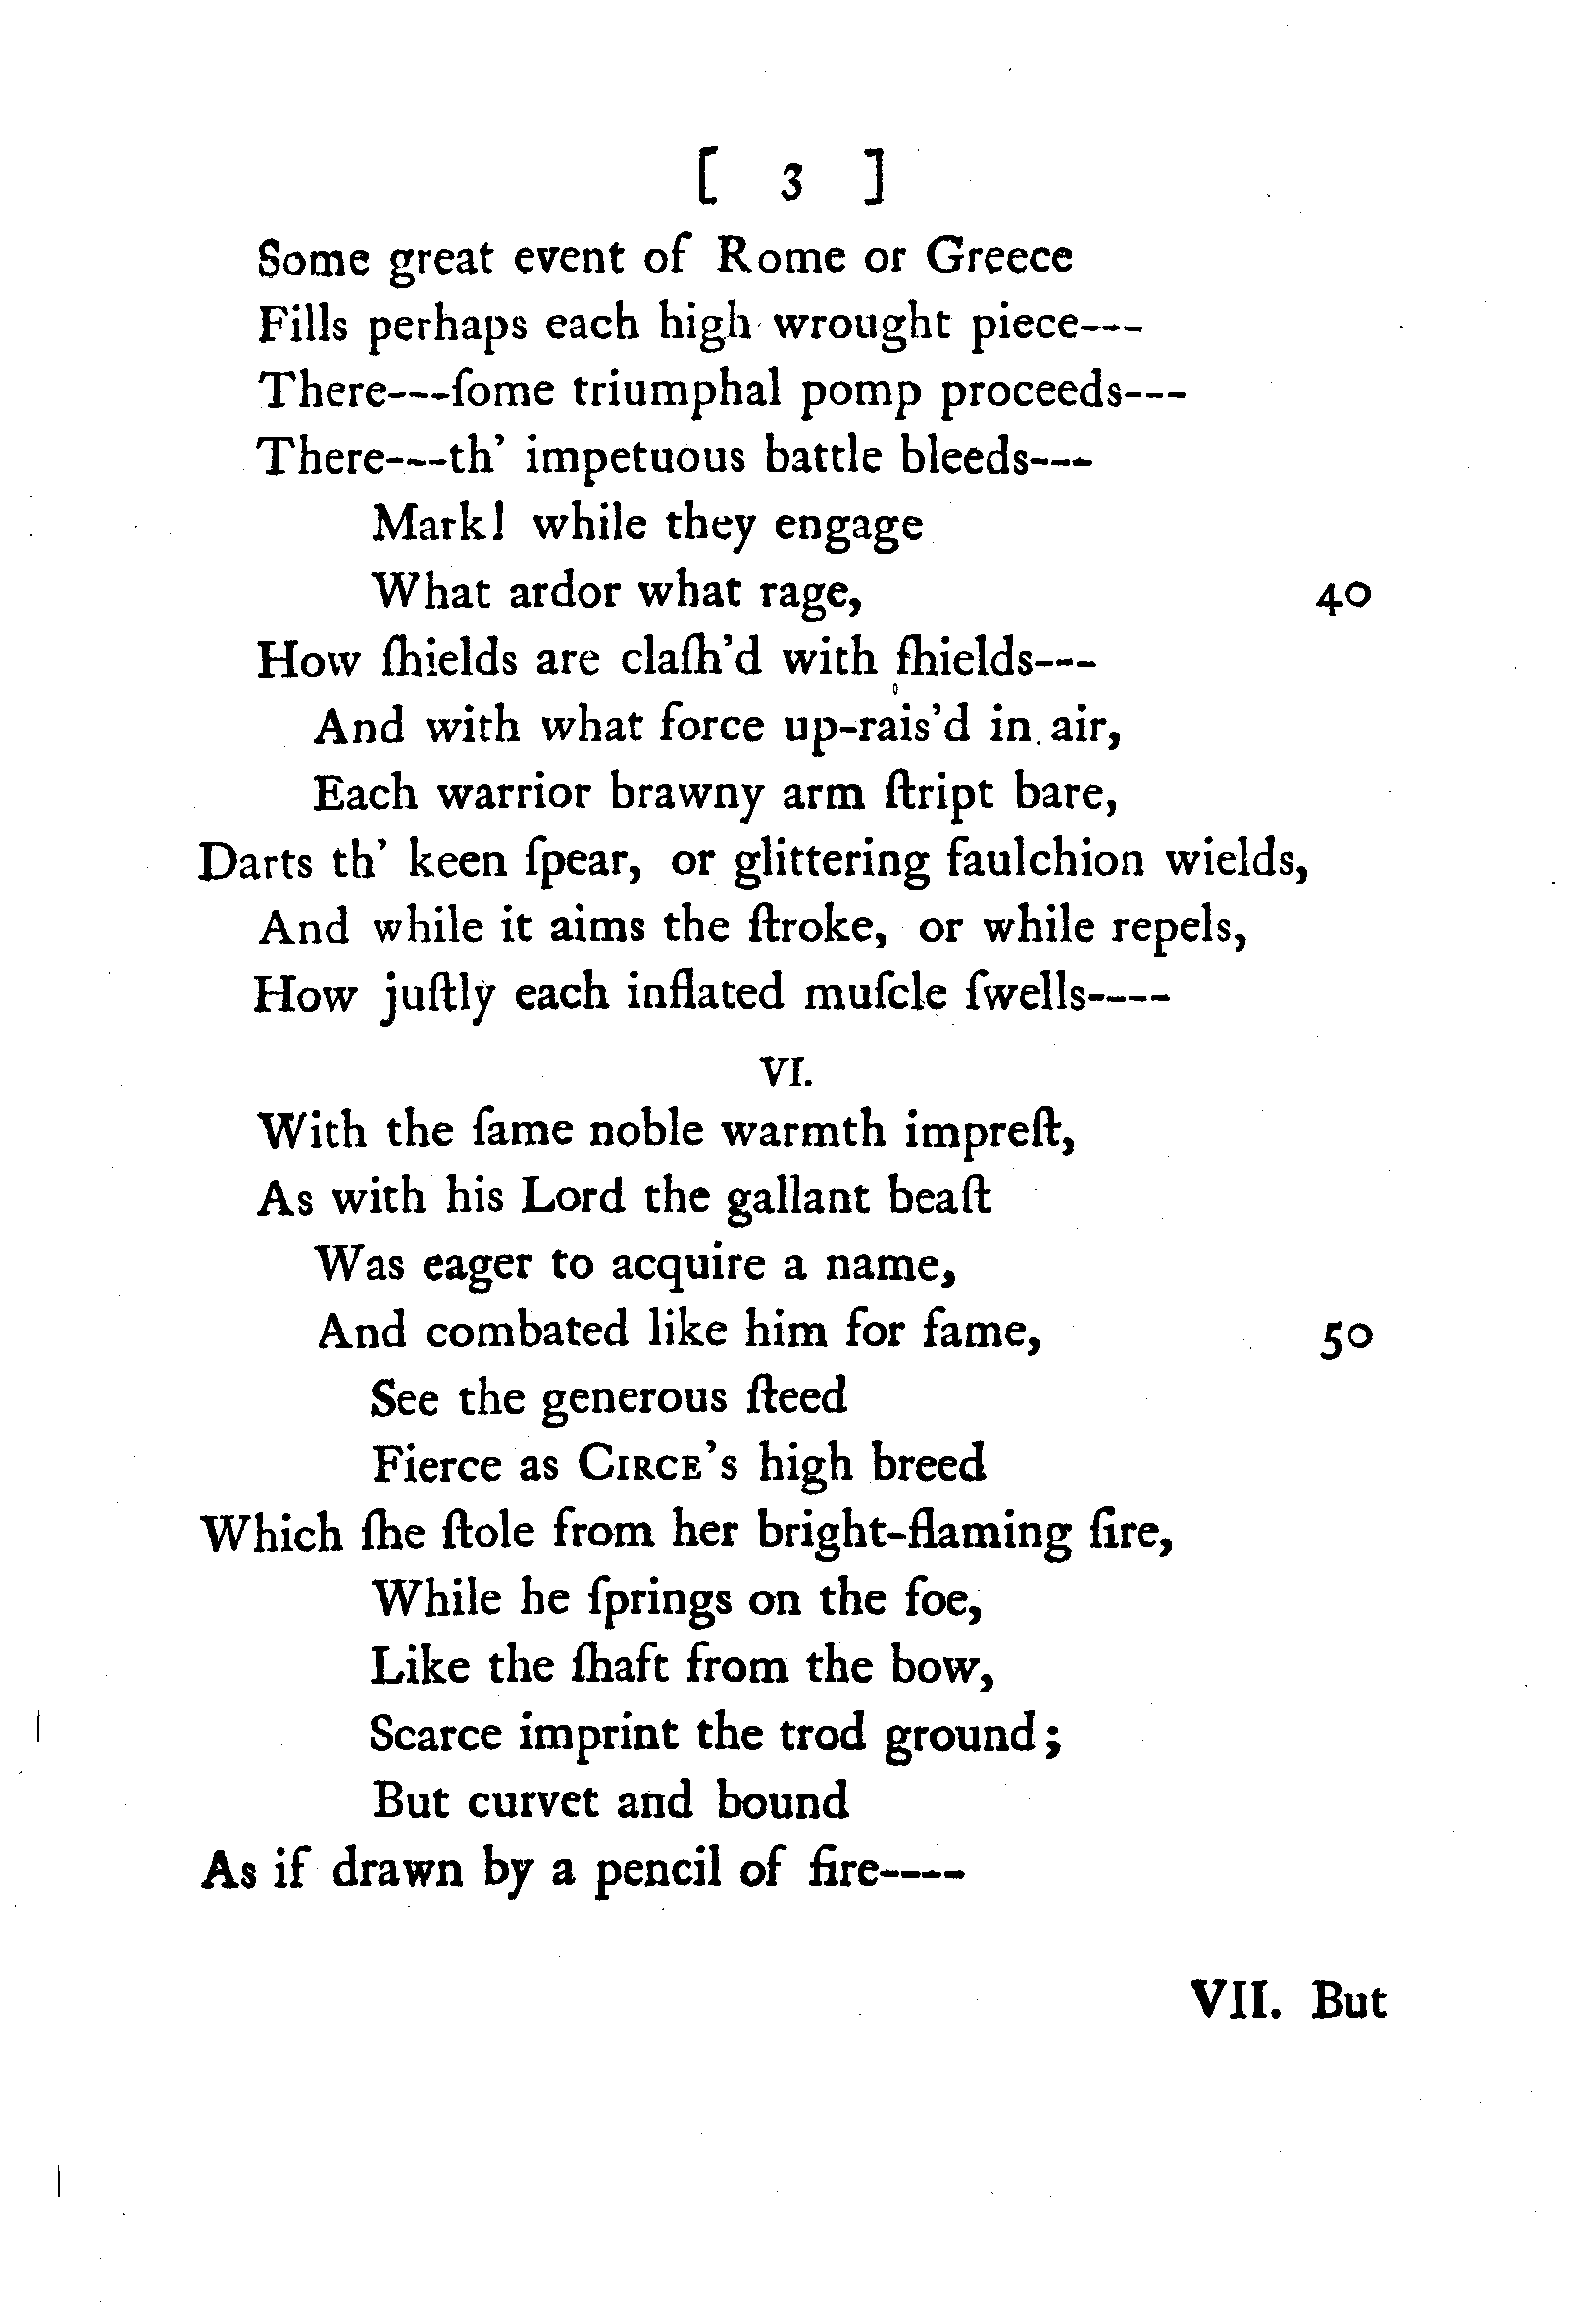 [ 3 ]
Some great event of Rome or Greece
Fills perhaps each high wrought piece---
There---ſome triumphal pomp proceeds---
There---th' impetuous battle bleeds---
Mark! while they engage
What ardor what rage, 40
How ſhields are claſh'd with ſhields---
And with what force up-rais'd in air,
Each warrior brawny arm ſtript bare,
Darts th' keen ſpear, or glittering faulchion wields,
And while it aims the ſtroke, or while repels,
How juſtly each inflated muſcle ſwells----
VI.
With the ſame noble warmth impreſt,
As with his Lord the gallant beaſt
Was eager to acquire a name,
And combated like him for fame, 50
See the generous ſteed
Fierce as CIRCE's high breed
Which ſhe ſtole from her bright-flaming ſire,
While he ſprings on the foe,
Like the ſhaft from the bow,
Scarce imprint the trod ground;
But curvet and bound
As if drawn by a pencil of fire----
VII. But